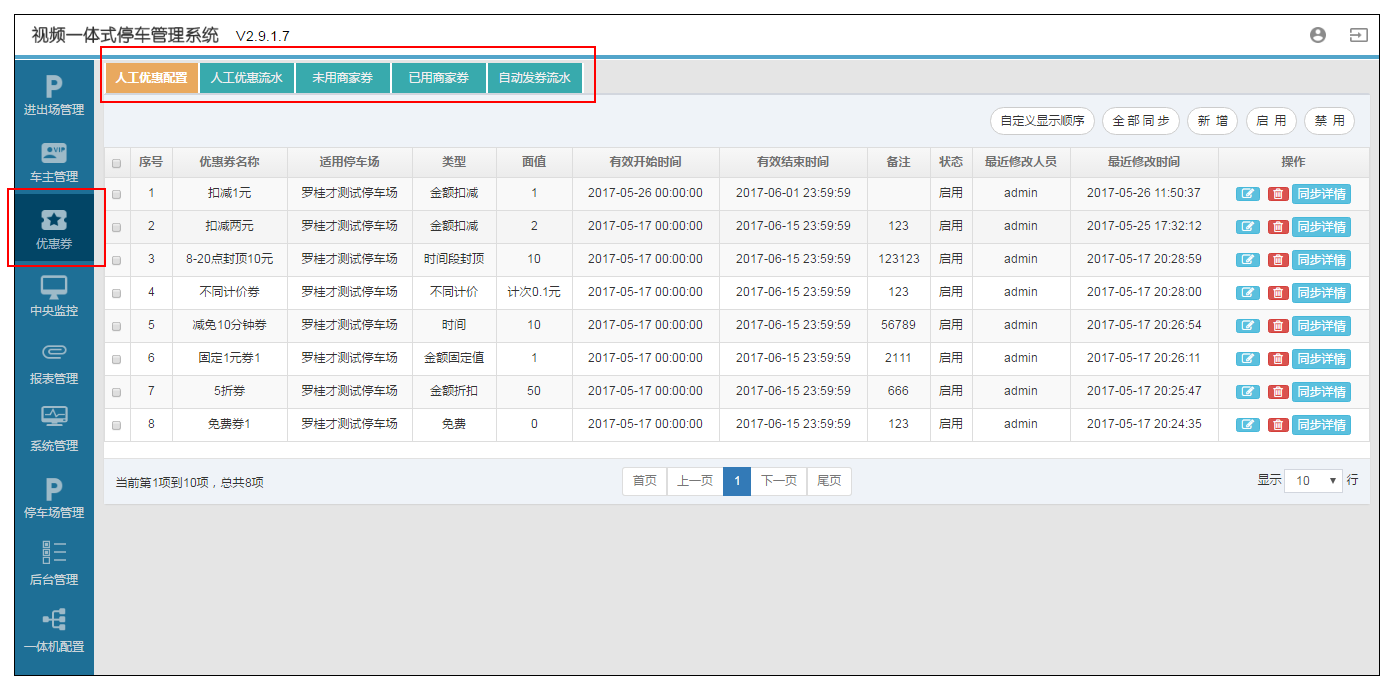 视频一体式停车管理系统 V2.9.1.7
人工优惠配置 人工优惠流水 未用商家券 已用商家券 自动发券流水
P
进出场管理
VIP
车主管理
优惠券
中央监控
报表管理
系统管理
P
停车场管理
后台管理
一体机配置
自定义显示顺序 全部同步 新增 启用 禁用
序号 优惠券名称 适用停车场 类型 面值 有效开始时间 有效结束时间 备注 状态 最近修改人员 最近修改时间 操作
1 扣减1元 罗桂才测试停车场 金额扣减 1 2017-05-26 00:00:00 2017-06-01 23:59:59 启用 admin 2017-05-26 11:50:37 同步详情
2 扣减两元 罗桂才测试停车场 金额扣减 2 2017-05-17 00:00:00 2017-06-15 23:59:59 123 启用 admin 2017-05-25 17:32:12 同步详情
3 8-20点封顶10元 罗桂才测试停车场 时间段封顶 10 2017-05-17 00:00:00 2017-06-15 23:59:59 123123 启用 admin 2017-05-17 20:28:59 同步详情
4 不同计价券 罗桂才测试停车场 不同计价 计次0.1元 2017-05-17 00:00:00 2017-06-15 23:59:59 123 启用 admin 2017-05-17 20:28:00 同步详情
5 减免10分钟券 罗桂才测试停车场 时间 10 2017-05-17 00:00:00 2017-06-15 23:59:59 56789 启用 admin 2017-05-17 20:26:54 同步详情
6 固定1元券1 罗桂才测试停车场 金额固定值 1 2017-05-17 00:00:00 2017-06-15 23:59:59 2111 启用 admin 2017-05-17 20:26:11 同步详情
7 5折券 罗桂才测试停车场 金额折扣 50 2017-05-17 00:00:00 2017-06-15 23:59:59 666 启用 admin 2017-05-17 20:25:47 同步详情
8 免费券1 罗桂才测试停车场 免费 0 2017-05-17 00:00:00 2017-06-15 23:59:59 123 启用 admin 2017-05-17 20:24:35 同步详情
当前第1项到10项，总共8项 首页 上一页 1 下一页 尾页 显示 10 行